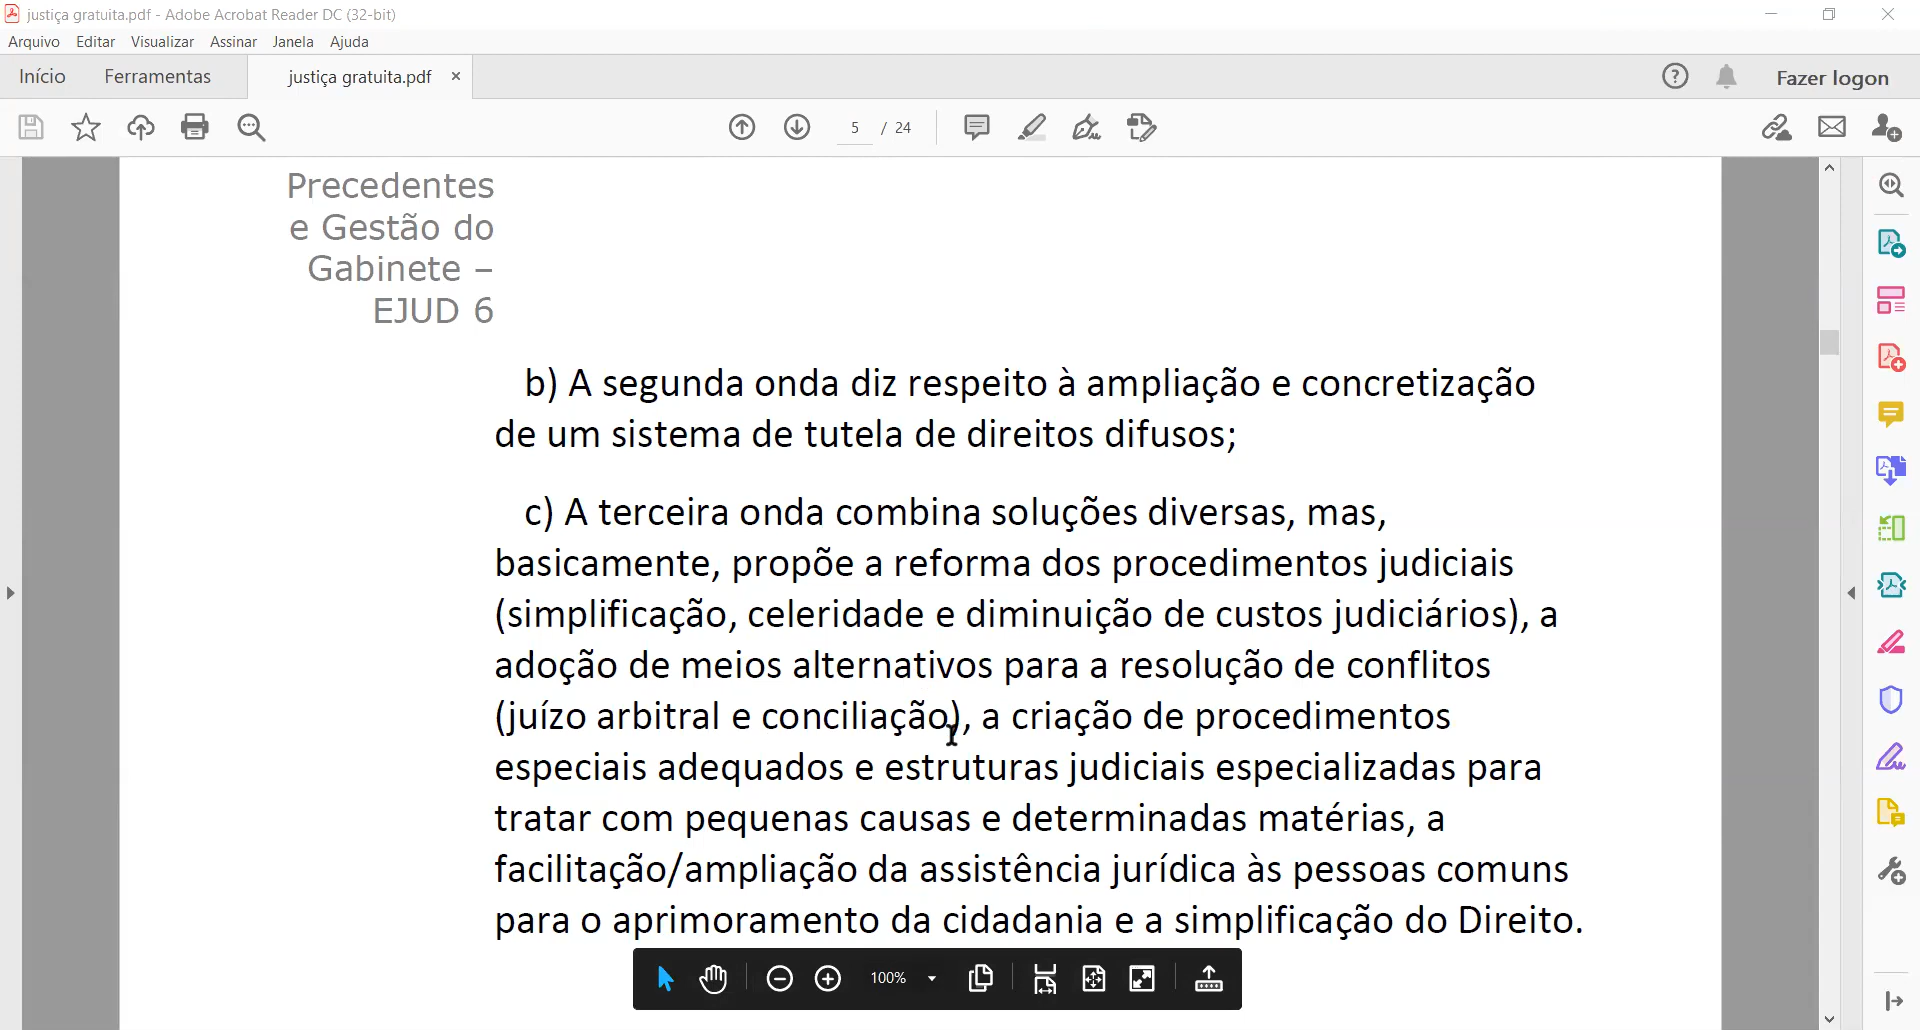 justiça gratuita.pdf - Adobe Acrobat Reader DC (32-bit)
Arquivo Editar Visualizar Assinar Janela Ajuda
Início Ferramentas justiça gratuita.pdf × Fazer logon
5 / 24
Precedentes
e Gestão do
Gabinete –
EJUD 6
b) A segunda onda diz respeito à ampliação e concretização
de um sistema de tutela de direitos difusos;
c) A terceira onda combina soluções diversas, mas,
basicamente, propõe a reforma dos procedimentos judiciais
(simplificação, celeridade e diminuição de custos judiciários), a
adoção de meios alternativos para a resolução de conflitos
(juízo arbitral e conciliação), a criação de procedimentos
especiais adequados e estruturas judiciais especializadas para
tratar com pequenas causas e determinadas matérias, a
facilitação/ampliação da assistência jurídica às pessoas comuns
para o aprimoramento da cidadania e a simplificação do Direito.
100%